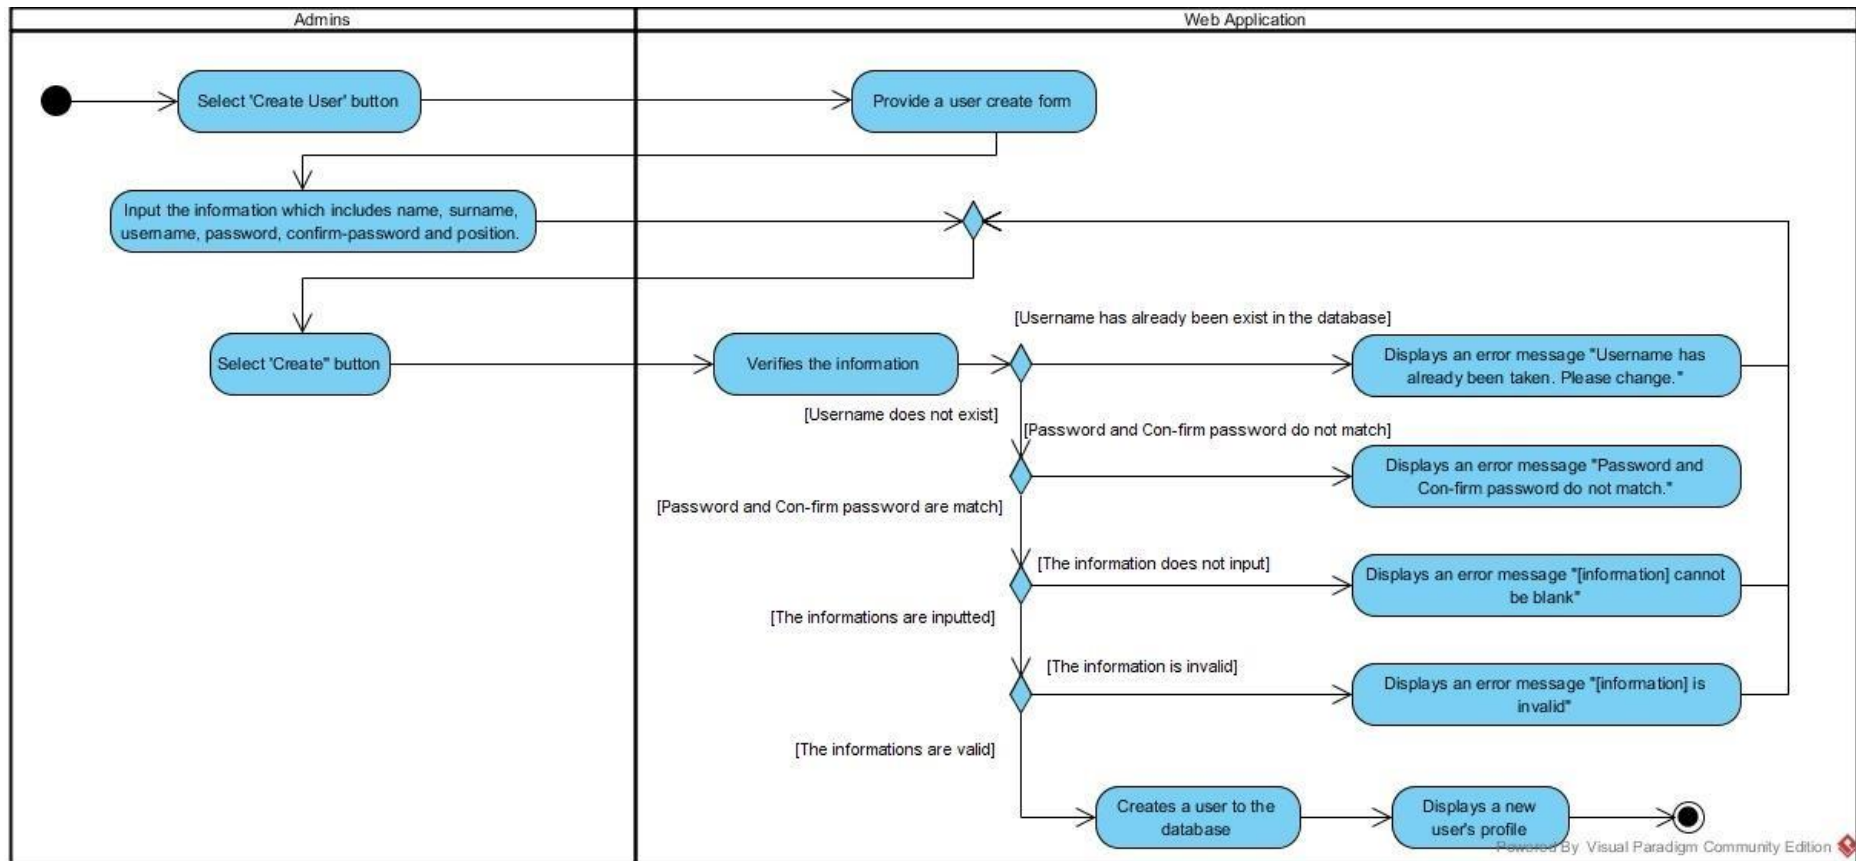 Admins
Web Application
Select 'Create User' button
Provide a user create form
Input the information which includes name, surname,
username, password, confirm-password and position.
[Username has already been exist in the database]
Select 'Create" button
Verifies the information
Displays an error message "Username has
already been taken. Please change."
[Username does not exist]
[Password and Con-firm password do not match]
Displays an error message "Password and
Con-firm password do not match."
[Password and Con-firm password are match]
[The information does not input]
Displays an error message "[information] cannot
be blank"
[The informations are inputted]
[The information is invalid]
Displays an error message "[information] is
invalid"
[The informations are valid]
Creates a user to the
database
Displays a new
user's profile
Powered By Visual Paradigm Community Edition